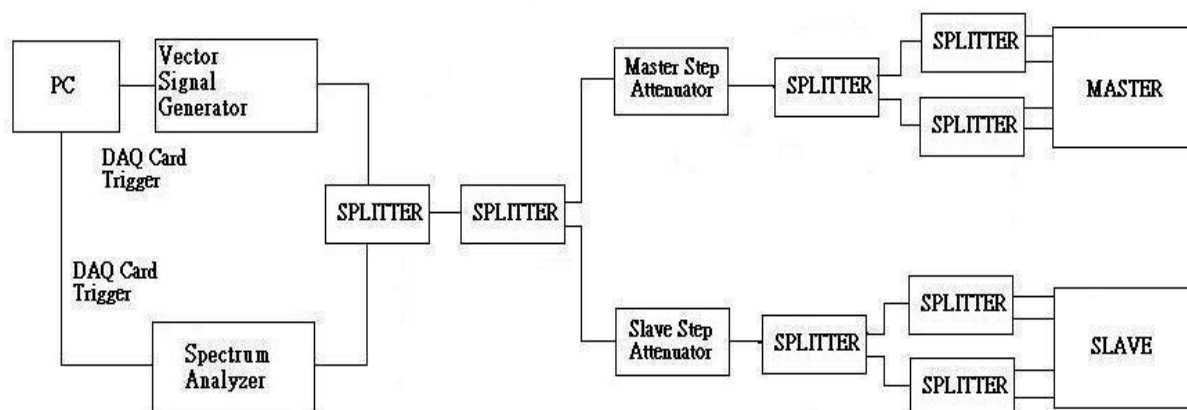 PC
Vector
Signal
Generator
DAQ Card
Trigger
DAQ Card
Trigger
Spectrum
Analyzer
SPLITTER
SPLITTER
Master Step
Attenuator
SPLITTER
SPLITTER
SPLITTER
MASTER
Slave Step
Attenuator
SPLITTER
SPLITTER
SPLITTER
SLAVE